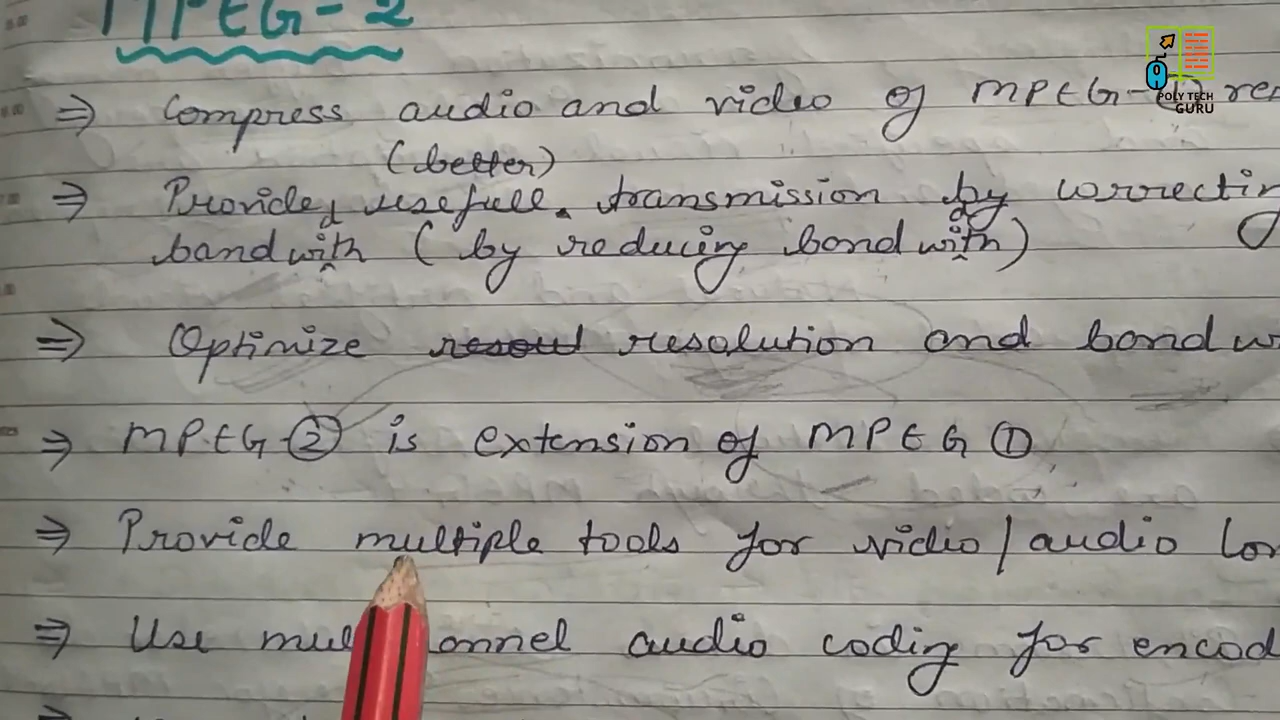 MPEG-2
⇒ Compress audio and video of MPEG-
(better)
⇒ Provide usefull transmission by correctin
bandwith (by reducing bandwith)
d d
⇒ Optimize resolution and bandw
⇒ MPEG ② is extension of MPEG ①
⇒ Provide multiple tools for vidio/audio
⇒ Use audio coding for encod
POLY TECH
GURU